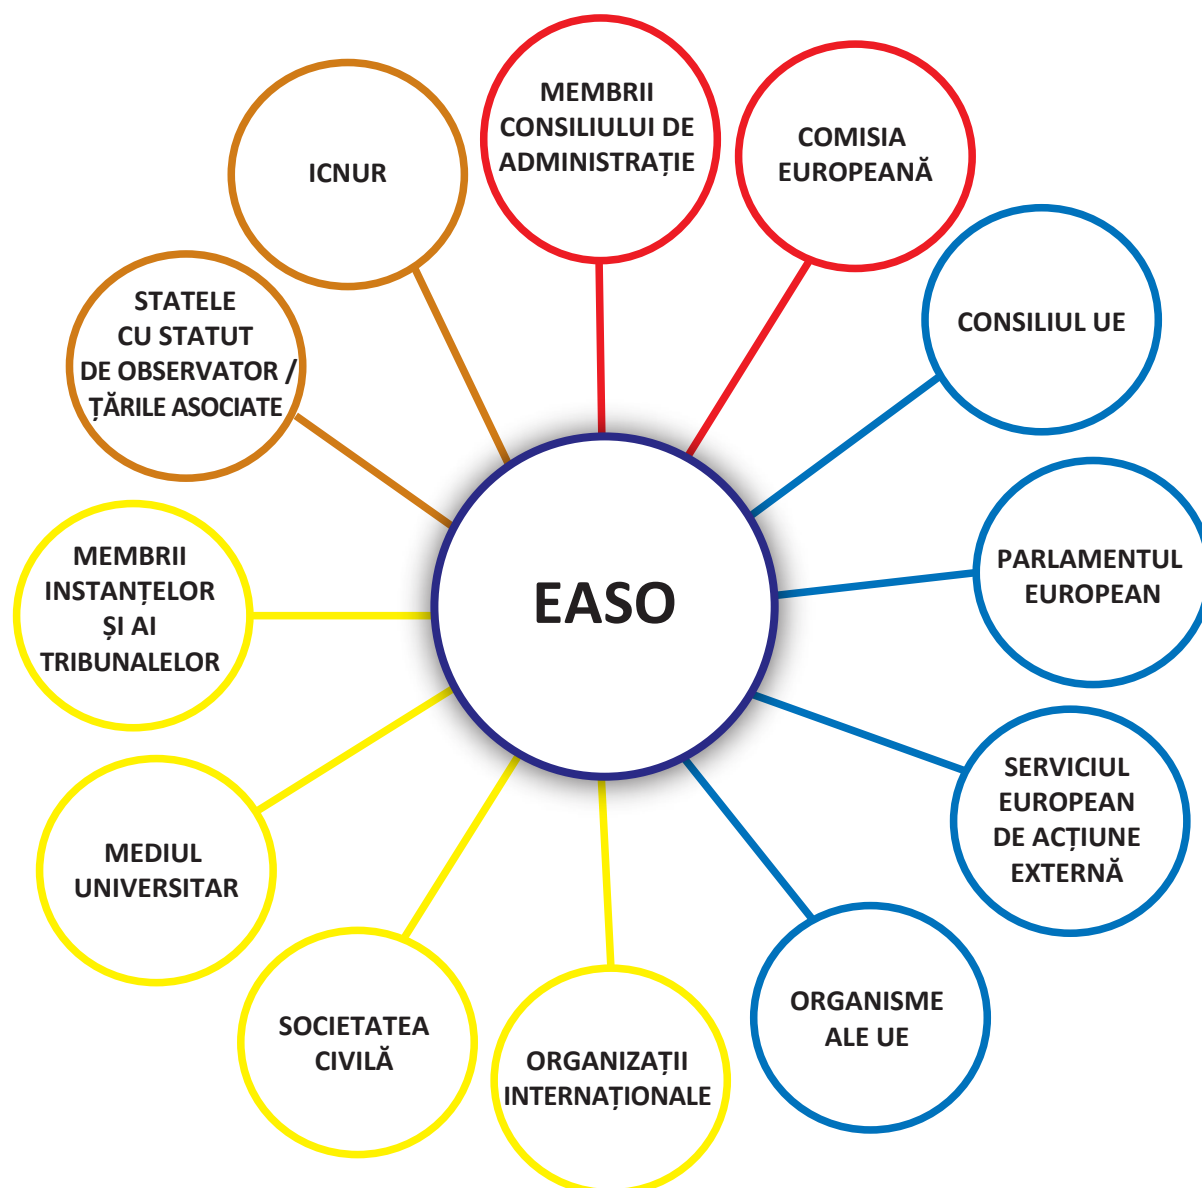 MEMBRII
CONSILIULUI DE
ADMINISTRAȚIE
COMISIA
EUROPEANĂ
ICNUR
CONSILIUL UE
STATELE
CU STATUT
DE OBSERVATOR /
ȚĂRILE ASOCIATE
PARLAMENTUL
EUROPEAN
MEMBRII
INSTANȚELOR
ȘI AI
TRIBUNALELOR
EASO
SERVICIUL
EUROPEAN
DE ACȚIUNE
EXTERNĂ
MEDIUL
UNIVERSITAR
ORGANISME
ALE UE
SOCIETATEA
CIVILĂ
ORGANIZAȚII
INTERNAȚIONALE